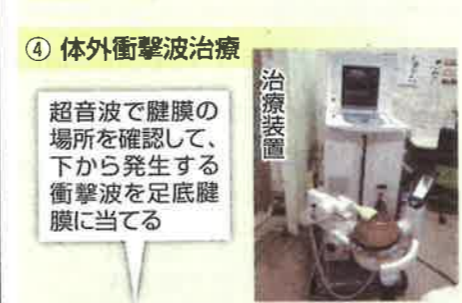 ④ 体外衝撃波治療
治療装置
超音波で腱膜の
場所を確認して、
下から発生する
衝撃波を足底腱
膜に当てる